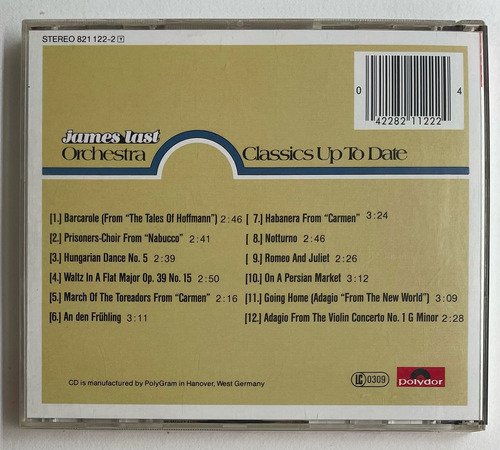 STEREO 821 122-2 Y
0 42282 11222 4
james last
Orchestra Classics Up To Date
[1.] Barcarole (From "The Tales Of Hoffmann") 2:46
[2.] Prisoners-Choir From "Nabucco" 2:41
[3.] Hungarian Dance No. 5 2:39
[4.] Waltz In A Flat Major Op. 39 No. 15 2:50
[5.] March Of The Toreadors From "Carmen" 2:16
[6.] An den Frühling 3:11
[ 7.] Habanera From "Carmen" 3:24
[ 8.] Notturno 2:46
[ 9.] Romeo And Juliet 2:26
[10.] On A Persian Market 3:12
[11.] Going Home (Adagio "From The New World") 3:09
[12.] Adagio From The Violin Concerto No. 1 G Minor 2:28
CD is manufactured by PolyGram in Hanover, West Germany
LC 0309
Polydor